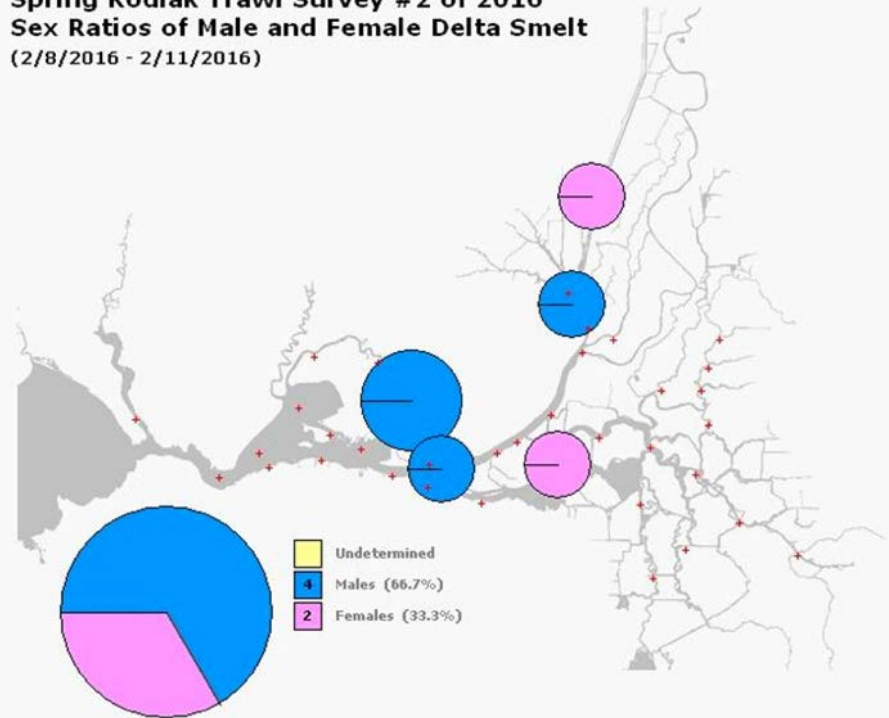 Spring Kodiak Trawl Survey #2 of 2016
Sex Ratios of Male and Female Delta Smelt
(2/8/2016 - 2/11/2016)
Undetermined
4 Males (66.7%)
2 Females (33.3%)